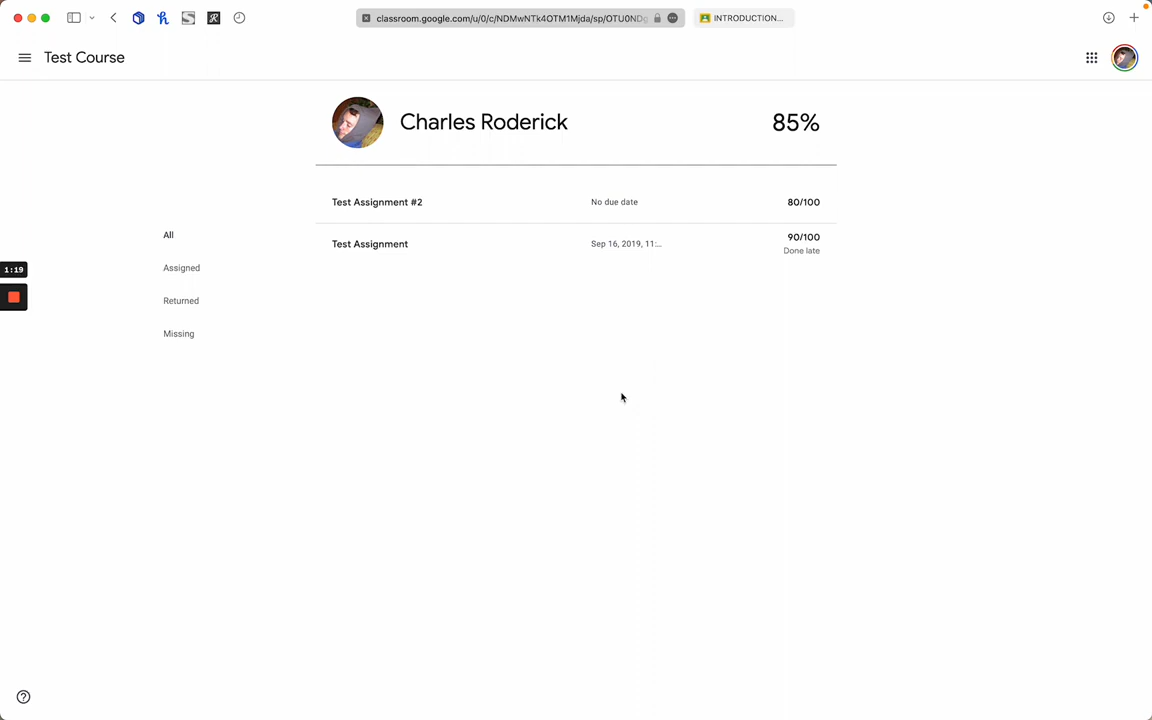 classroom.google.com/u/0/c/NDMwNTk4OTM1Mjda/sp/OTU0NDg
INTRODUCTION...
Test Course
Charles Roderick
85%
Test Assignment #2
No due date
80/100
Test Assignment
Sep 16, 2019, 11:...
90/100
Done late
All
Assigned
Returned
Missing
1:19